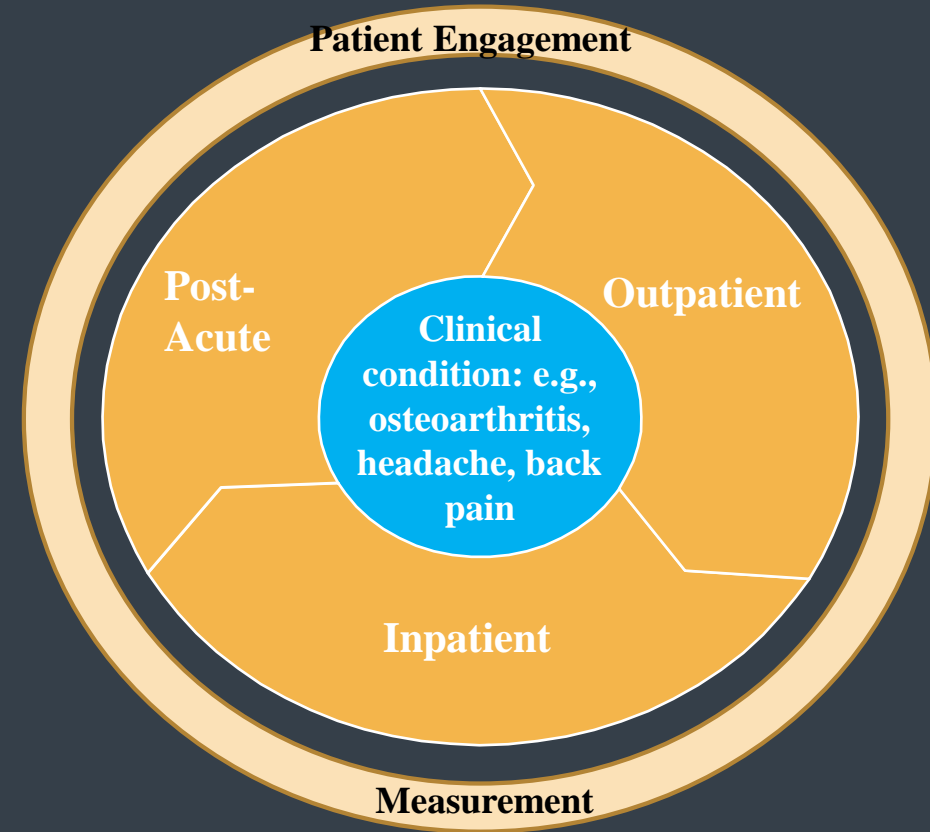 Patient Engagement
Post-
Acute
Outpatient
Clinical
condition: e.g.,
osteoarthritis,
headache, back
pain
Inpatient
Measurement